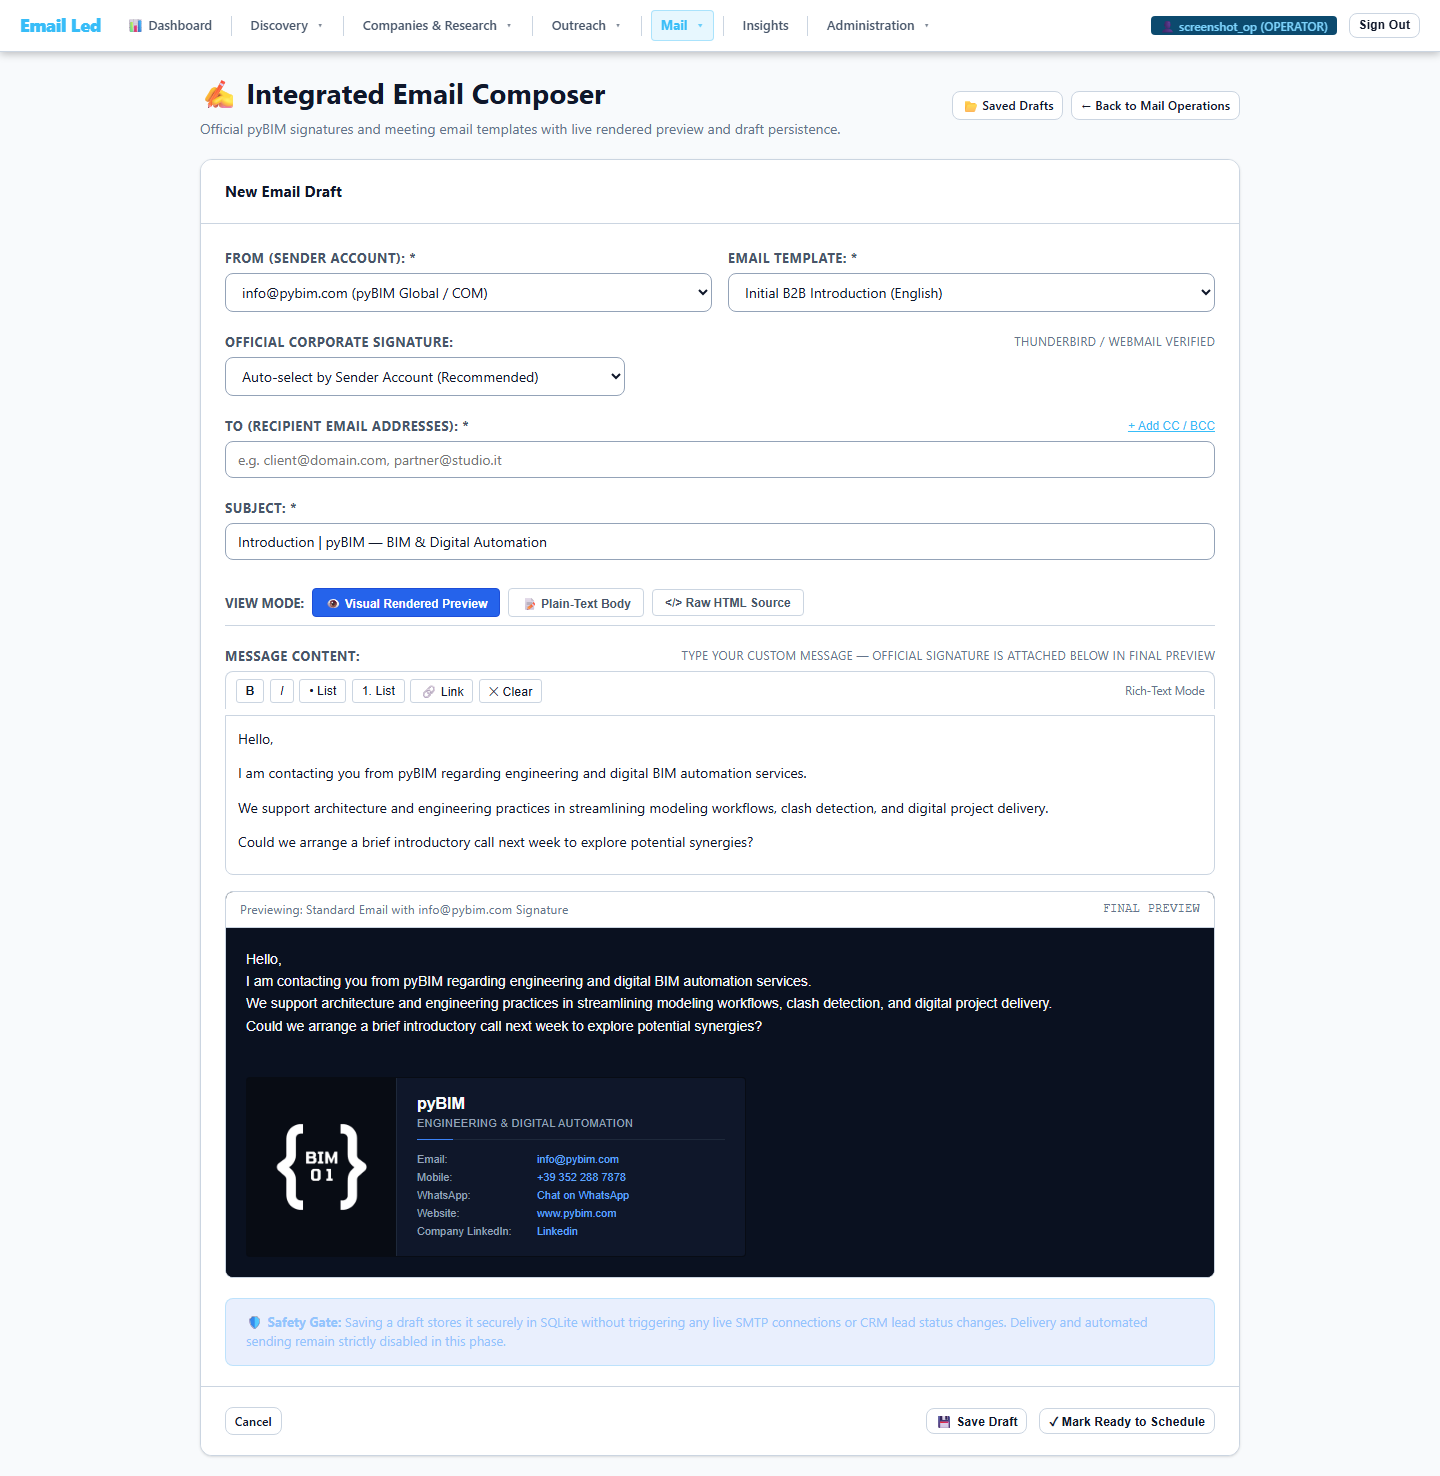 Email Led
Dashboard
Discovery
Companies & Research
Outreach
Mail
Insights
Administration
screenshot_op (OPERATOR)
Sign Out
Integrated Email Composer
Official pyBIM signatures and meeting email templates with live rendered preview and draft persistence.
Saved Drafts
← Back to Mail Operations
New Email Draft
FROM (SENDER ACCOUNT): *
EMAIL TEMPLATE: *
info@pybim.com (pyBIM Global / COM)
Initial B2B Introduction (English)
OFFICIAL CORPORATE SIGNATURE:
THUNDERBIRD / WEBMAIL VERIFIED
Auto-select by Sender Account (Recommended)
TO (RECIPIENT EMAIL ADDRESSES): *
+ Add CC / BCC
e.g. client@domain.com, partner@studio.it
SUBJECT: *
Introduction | pyBIM — BIM & Digital Automation
VIEW MODE:
Visual Rendered Preview
Plain-Text Body
</> Raw HTML Source
MESSAGE CONTENT:
TYPE YOUR CUSTOM MESSAGE — OFFICIAL SIGNATURE IS ATTACHED BELOW IN FINAL PREVIEW
B
I
• List
1. List
Link
✕ Clear
Rich-Text Mode
Hello,
I am contacting you from pyBIM regarding engineering and digital BIM automation services.
We support architecture and engineering practices in streamlining modeling workflows, clash detection, and digital project delivery.
Could we arrange a brief introductory call next week to explore potential synergies?
Previewing: Standard Email with info@pybim.com Signature
FINAL PREVIEW
Hello,
I am contacting you from pyBIM regarding engineering and digital BIM automation services.
We support architecture and engineering practices in streamlining modeling workflows, clash detection, and digital project delivery.
Could we arrange a brief introductory call next week to explore potential synergies?
{BIM
01}
pyBIM
ENGINEERING & DIGITAL AUTOMATION
Email: info@pybim.com
Mobile: +39 352 288 7878
WhatsApp: Chat on WhatsApp
Website: www.pybim.com
Company LinkedIn: Linkedin
Safety Gate: Saving a draft stores it securely in SQLite without triggering any live SMTP connections or CRM lead status changes. Delivery and automated
sending remain strictly disabled in this phase.
Cancel
Save Draft
✓ Mark Ready to Schedule